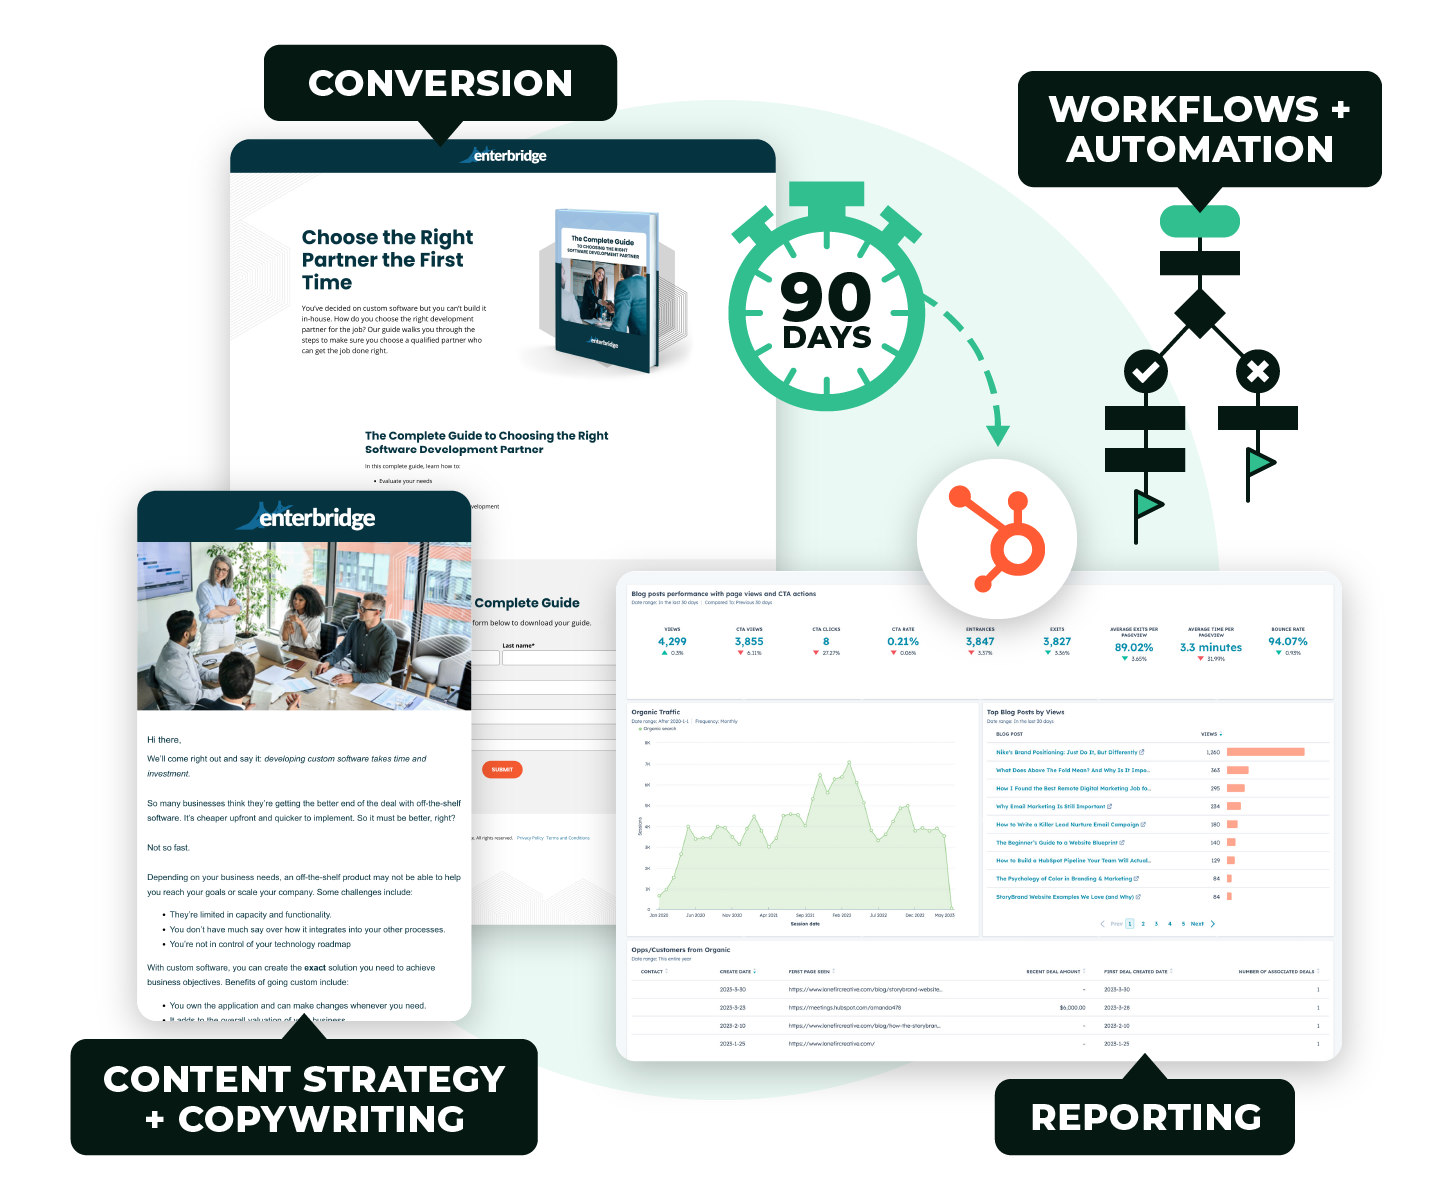 CONVERSION
WORKFLOWS +
AUTOMATION
enterbridge
Choose the Right
Partner the First
Time
You've decided on custom software but you can't build it
in-house. How do you choose the right development
partner for the job? Our guide walks you through the
steps to make sure you choose a qualified partner who
can get the job done right.
The Complete Guide
TO CHOOSING THE RIGHT
SOFTWARE DEVELOPMENT PARTNER
enterbridge
90
DAYS
The Complete Guide to Choosing the Right
Software Development Partner
In this complete guide, learn how to:
• Evaluate your needs
velopment
Complete Guide
form below to download your guide.
Last name*
SUBMIT
All rights reserved. Privacy Policy Terms and Conditions
enterbridge
Hi there,
We'll come right out and say it: developing custom software takes time and
investment.
So many businesses think they're getting the better end of the deal with off-the-shelf
software. It's cheaper upfront and quicker to implement. So it must be better, right?
Not so fast.
Depending on your business needs, an off-the-shelf product may not be able to help
you reach your goals or scale your company. Some challenges include:
• They're limited in capacity and functionality.
• You don't have much say over how it integrates into your other processes.
• You're not in control of your technology roadmap
With custom software, you can create the exact solution you need to achieve
business objectives. Benefits of going custom include:
• You own the application and can make changes whenever you need.
• It adds to the overall valuation of your business
Blog posts performance with page views and CTA actions
Date range: In the last 30 days | Compared To: Previous 30 days
VIEWS CTA VIEWS CTA CLICKS CTA RATE ENTRANCES EXITS AVERAGE EXITS PER PAGEVIEW AVERAGE TIME PER PAGEVIEW BOUNCE RATE
4,299 3,855 8 0.21% 3,847 3,827 89.02% 3.3 minutes 94.07%
▲ 0.3% ▼ 6.11% ▼ 27.27% ▼ 0.06% ▼ 3.37% ▼ 3.36% ▼ 3.65% ▼ 31.99% ▼ 0.93%
Organic Traffic
Date range: After 2020-1-1 | Frequency: Monthly
Organic search
8K
7K
6K
5K
4K
3K
2K
1K
0
Sessions
Jan 2020 Jun 2020 Nov 2020 Apr 2021 Sep 2021 Feb 2022 Jul 2022 Dec 2022 May 2023
Session date
Top Blog Posts by Views
Date range: In the last 30 days
BLOG POST VIEWS
Nike's Brand Positioning: Just Do It, But Differently 1,260
What Does Above The Fold Mean? And Why Is It Impo... 363
How I Found the Best Remote Digital Marketing Job fo... 295
Why Email Marketing Is Still Important 234
How to Write a Killer Lead Nurture Email Campaign 180
The Beginner's Guide to a Website Blueprint 140
How to Build a HubSpot Pipeline Your Team Will Actual... 129
The Psychology of Color in Branding & Marketing 84
StoryBrand Website Examples We Love (and Why) 84
Prev 1 2 3 4 5 Next
Opps/Customers from Organic
Date range: This entire year
CONTACT CREATE DATE FIRST PAGE SEEN RECENT DEAL AMOUNT FIRST DEAL CREATED DATE NUMBER OF ASSOCIATED DEALS
2023-3-30 https://www.lonefircreative.com/blog/storybrand-website... - 2023-3-30 1
2023-3-23 https://meetings.hubspot.com/amanda478 $6,000.00 2023-3-28 1
2023-2-10 https://www.lonefircreative.com/blog/how-the-storybran... - 2023-2-10 1
2023-1-25 https://www.lonefircreative.com/ - 2023-1-25 1
CONTENT STRATEGY
+ COPYWRITING
REPORTING